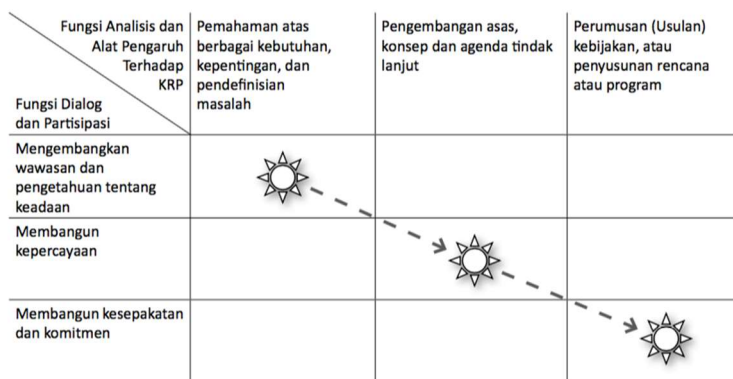 Fungsi Analisis dan
Alat Pengaruh
Terhadap
KRP
Fungsi Dialog
dan Partisipasi
Pemahaman atas
berbagai kebutuhan,
kepentingan, dan
pendefinisian
masalah
Pengembangan asas,
konsep dan agenda tindak
lanjut
Perumusan (Usulan)
kebijakan, atau
penyusunan rencana
atau program
Mengembangkan
wawasan dan
pengetahuan tentang
keadaan
Membangun
kepercayaan
Membangun kesepakatan
dan komitmen